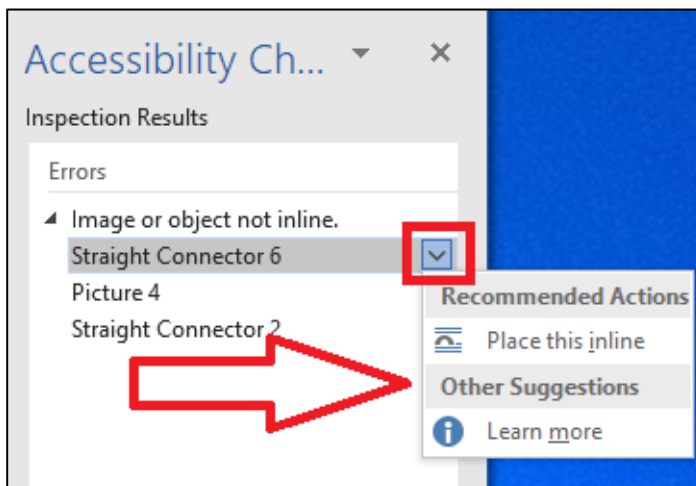 Accessibility Ch...
Inspection Results
Errors
Image or object not inline.
Straight Connector 6
Picture 4
Straight Connector 2
Recommended Actions
Place this inline
Other Suggestions
Learn more